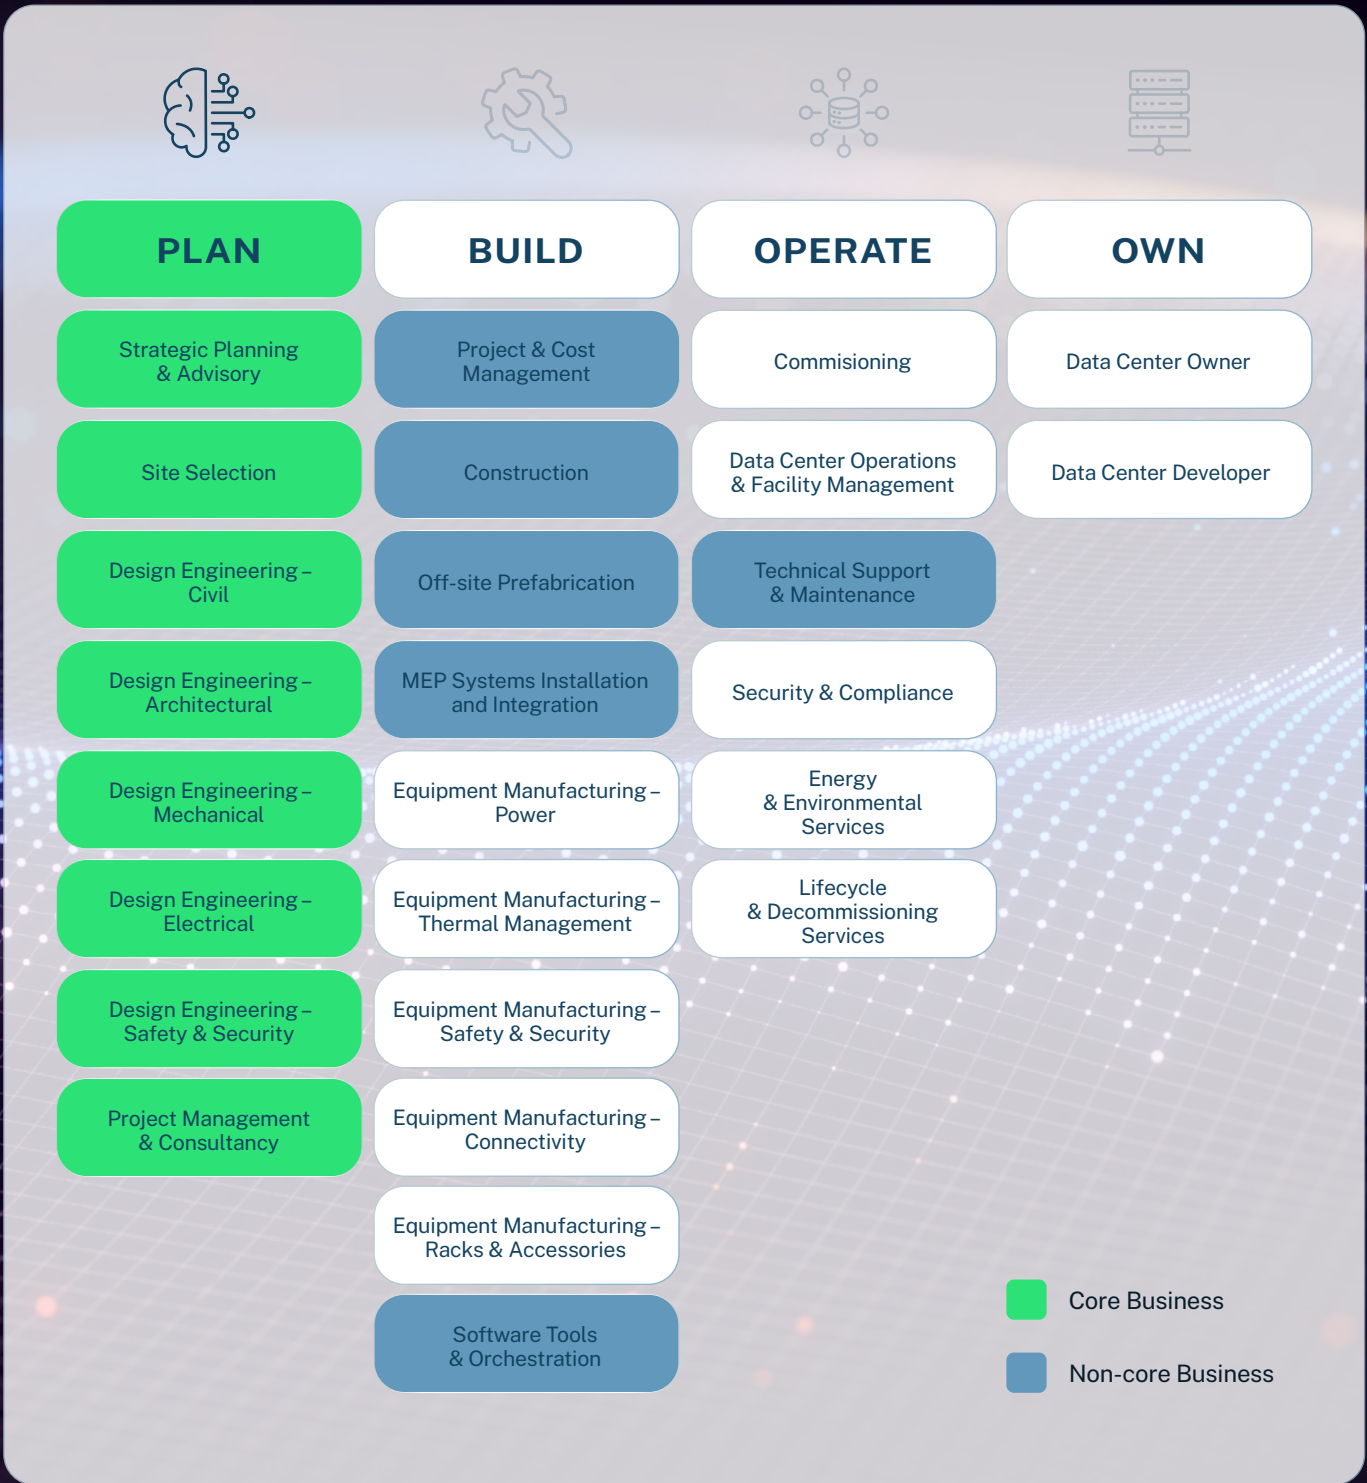 PLAN
BUILD
OPERATE
OWN
Strategic Planning
& Advisory
Project & Cost
Management
Commisioning
Data Center Owner
Site Selection
Construction
Data Center Operations
& Facility Management
Data Center Developer
Design Engineering –
Civil
Off-site Prefabrication
Technical Support
& Maintenance
Design Engineering –
Architectural
MEP Systems Installation
and Integration
Security & Compliance
Design Engineering –
Mechanical
Equipment Manufacturing –
Power
Energy
& Environmental
Services
Design Engineering –
Electrical
Equipment Manufacturing –
Thermal Management
Lifecycle
& Decommissioning
Services
Design Engineering –
Safety & Security
Equipment Manufacturing –
Safety & Security
Project Management
& Consultancy
Equipment Manufacturing –
Connectivity
Equipment Manufacturing –
Racks & Accessories
Software Tools
& Orchestration
Core Business
Non-core Business